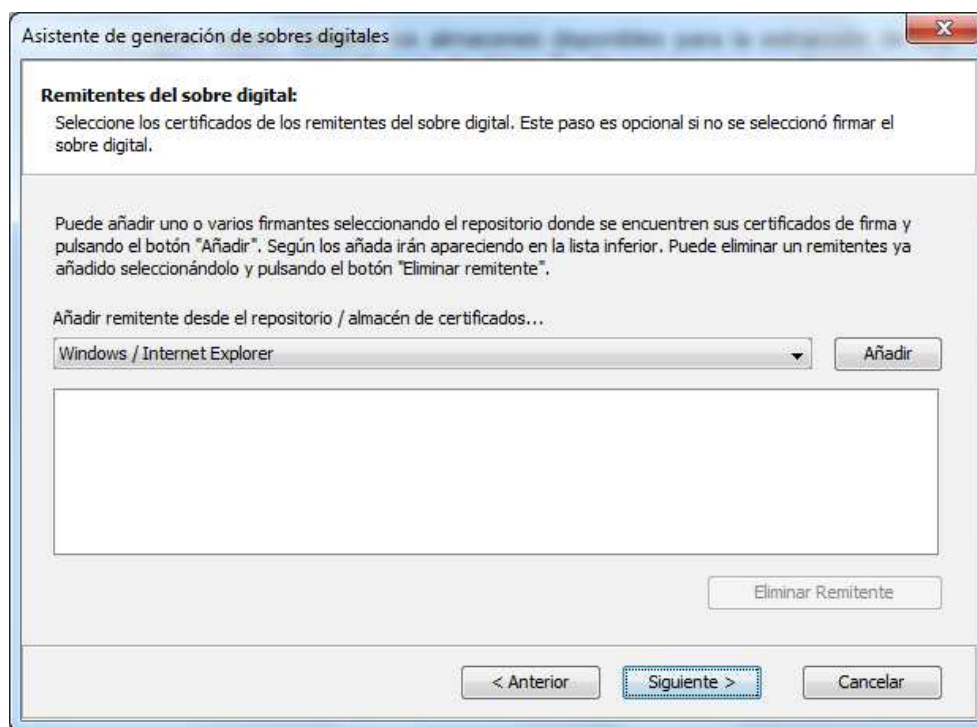 Asistente de generación de sobres digitales
Remitentes del sobre digital:
Seleccione los certificados de los remitentes del sobre digital. Este paso es opcional si no se seleccionó firmar el
sobre digital.
Puede añadir uno o varios firmantes seleccionando el repositorio donde se encuentren sus certificados de firma y
pulsando el botón "Añadir". Según los añada irán apareciendo en la lista inferior. Puede eliminar un remitentes ya
añadido seleccionándolo y pulsando el botón "Eliminar remitente".
Añadir remitente desde el repositorio / almacén de certificados...
Windows / Internet Explorer
Añadir
Eliminar Remitente
< Anterior
Siguiente >
Cancelar